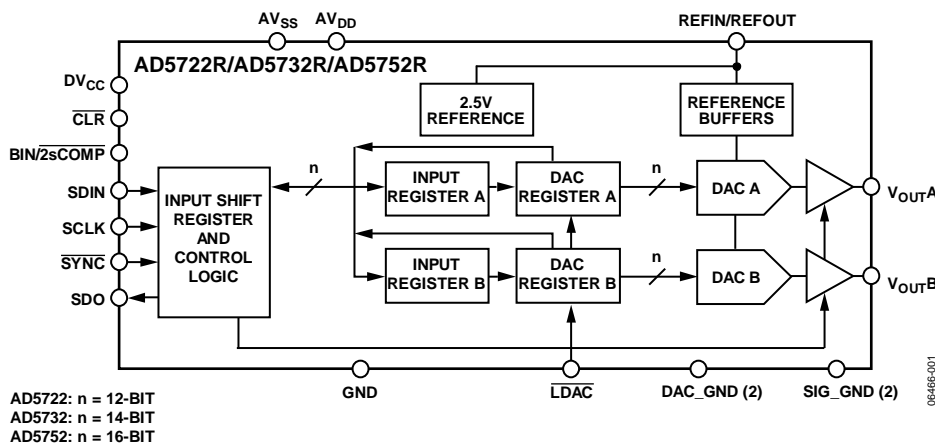 AVSS
AVDD
REFIN/REFOUT
AD5722R/AD5732R/AD5752R
DVCC
CLR
BIN/2sCOMP
SDIN
SCLK
SYNC
SDO
INPUT SHIFT
REGISTER
AND
CONTROL
LOGIC
2.5V
REFERENCE
REFERENCE
BUFFERS
n
INPUT
REGISTER A
DAC
REGISTER A
n
DAC A
VOUTA
INPUT
REGISTER B
DAC
REGISTER B
n
DAC B
VOUTB
GND
LDAC
DAC_GND (2)
SIG_GND (2)
06466-001
AD5722: n = 12-BIT
AD5732: n = 14-BIT
AD5752: n = 16-BIT